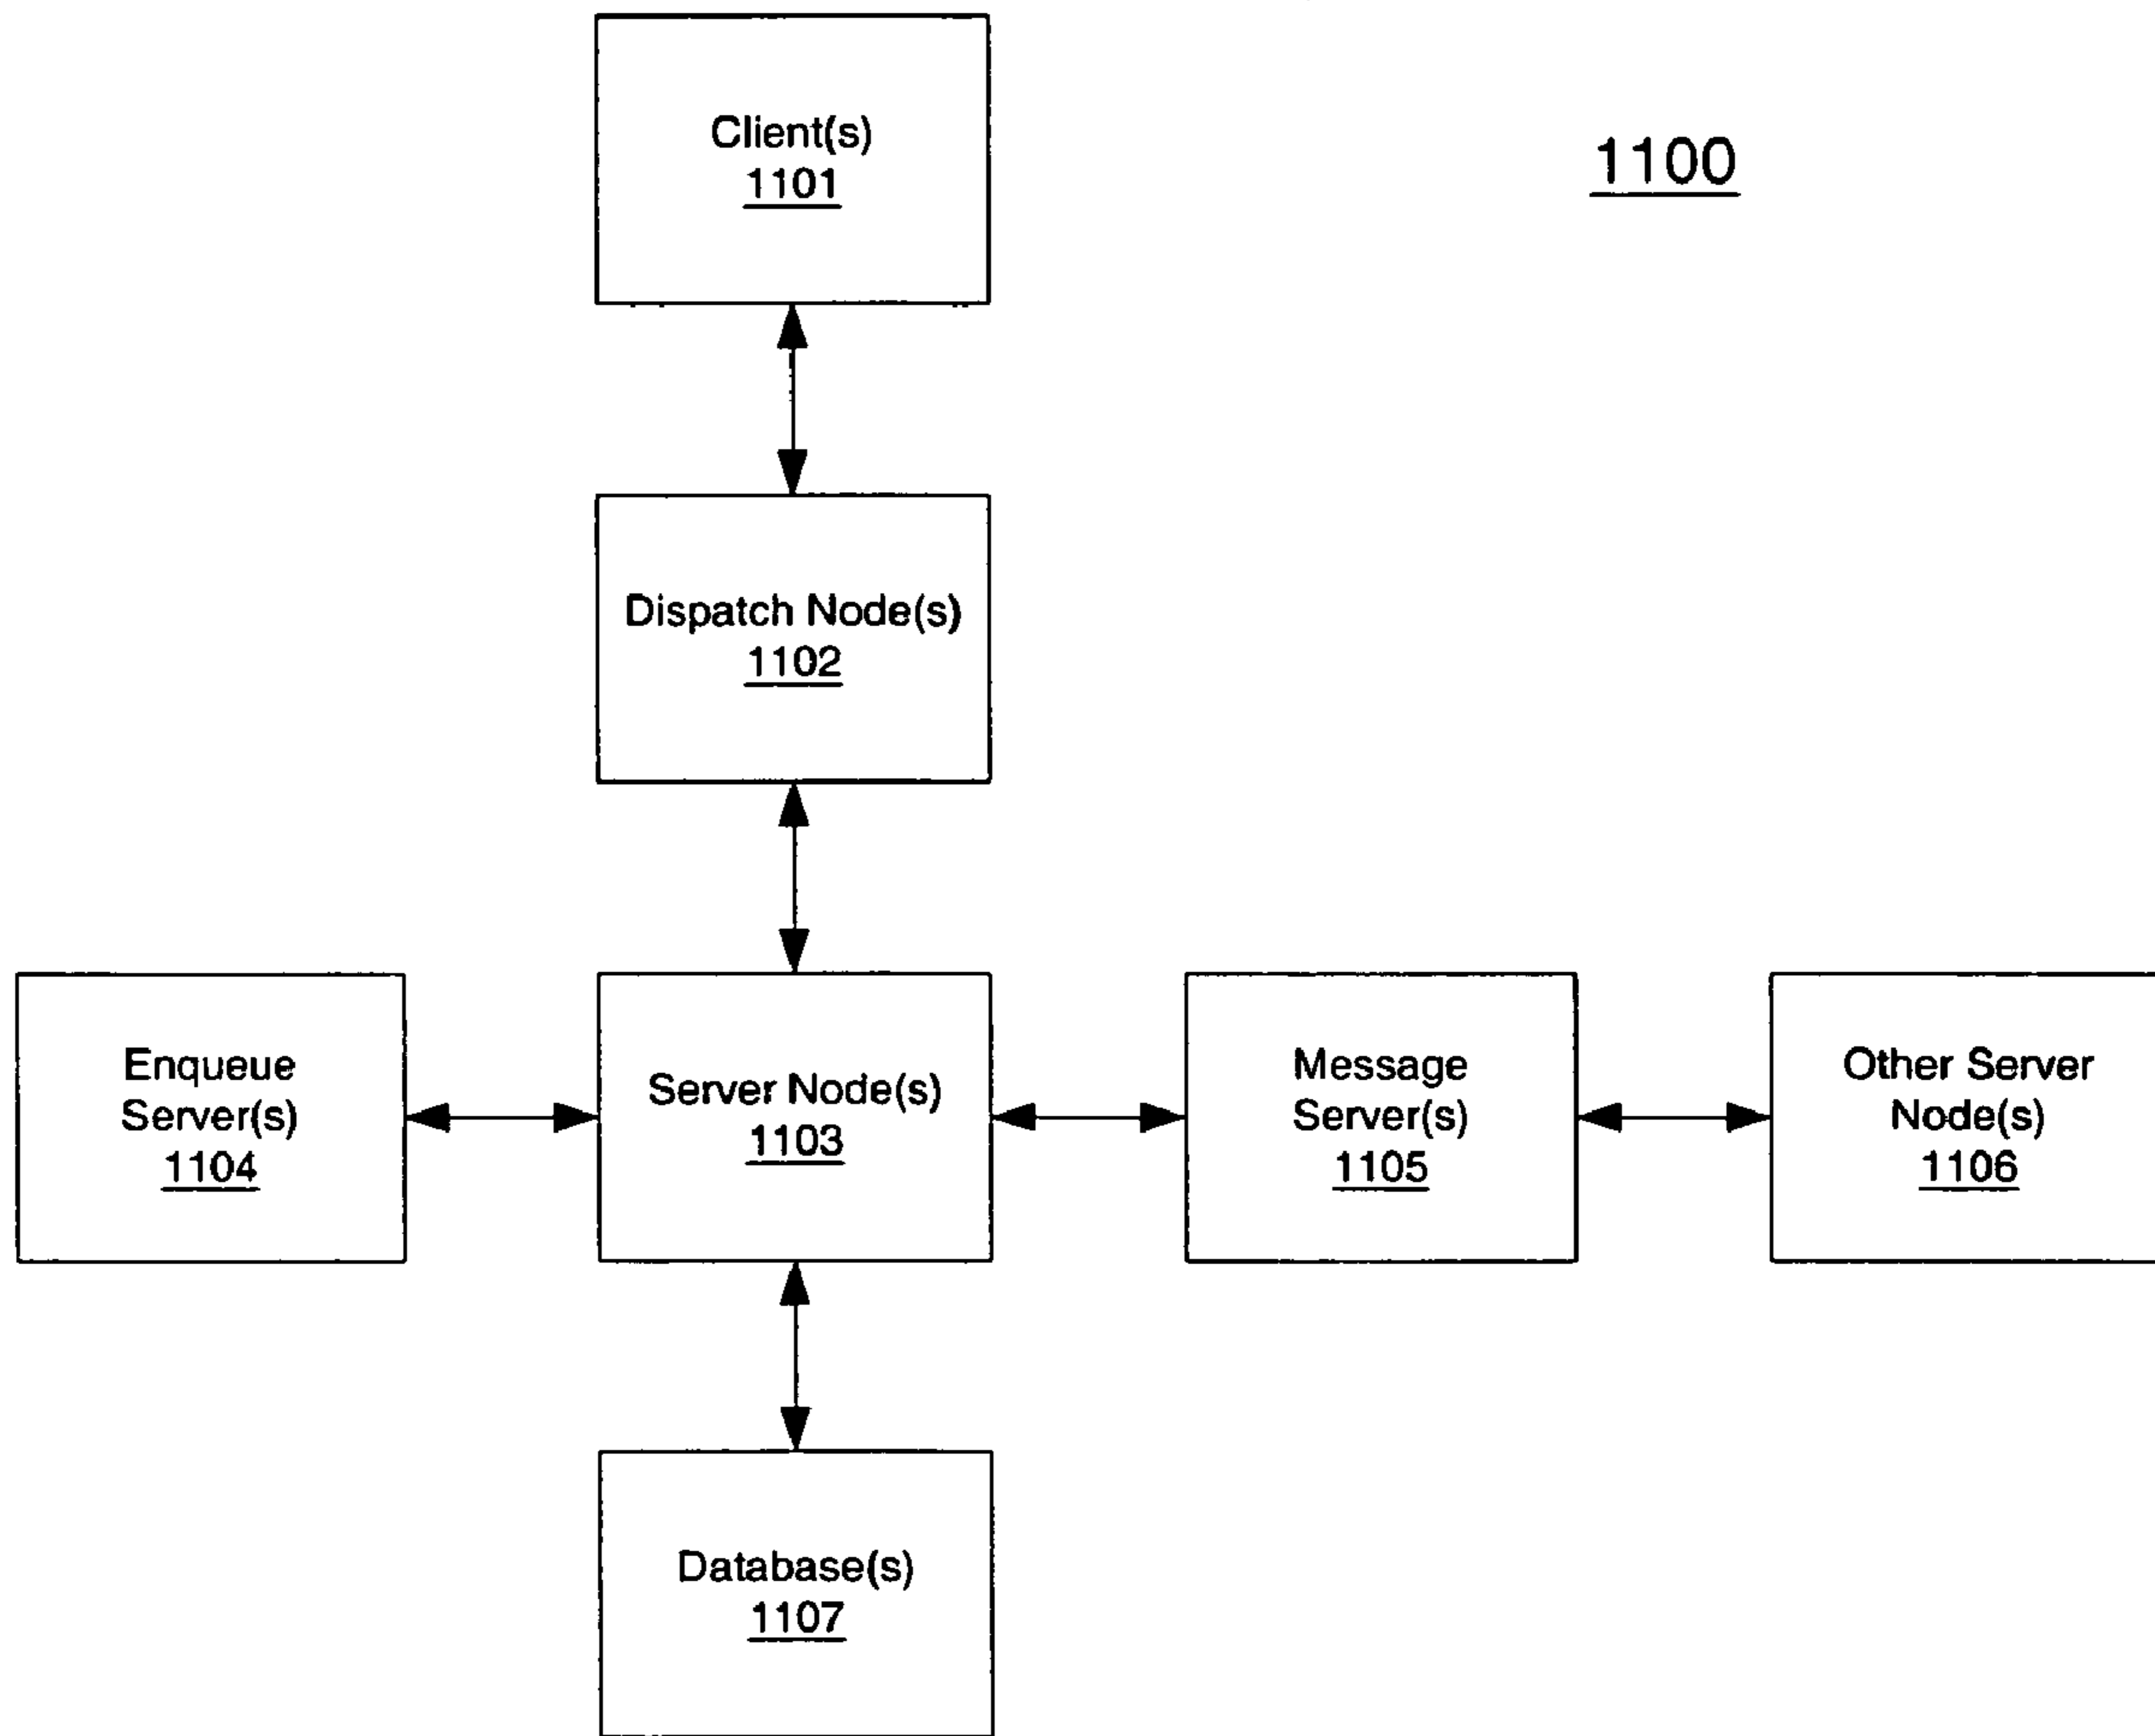 Client(s)
1101
1100
Dispatch Node(s)
1102
Enqueue
Server(s)
1104
Server Node(s)
1103
Message
Server(s)
1105
Other Server
Node(s)
1106
Database(s)
1107